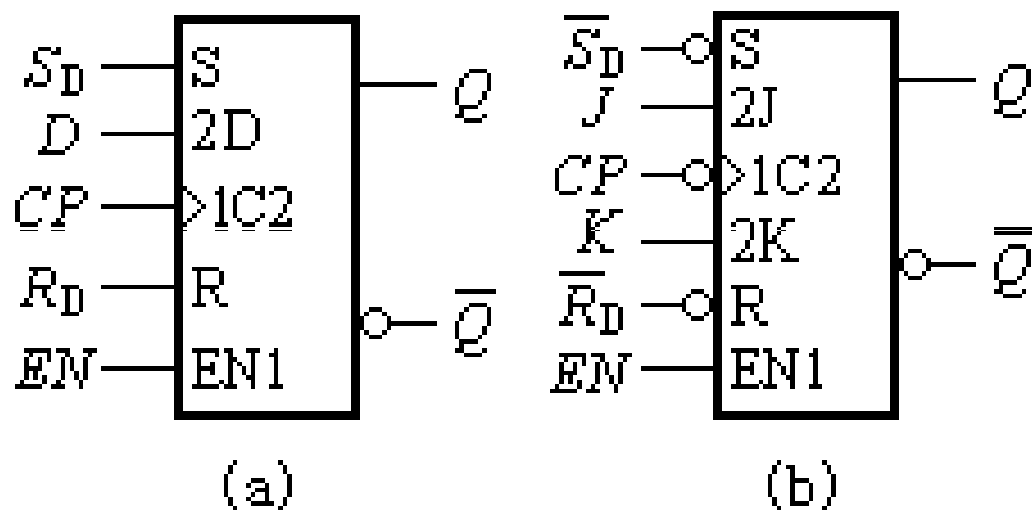 S_D S Q
D 2D
CP 1C2
R_D R
EN EN1 Q̅
(a)
S̅_D S Q
J 2J
CP 1C2
K 2K Q̅
R̅_D R
EN EN1
(b)